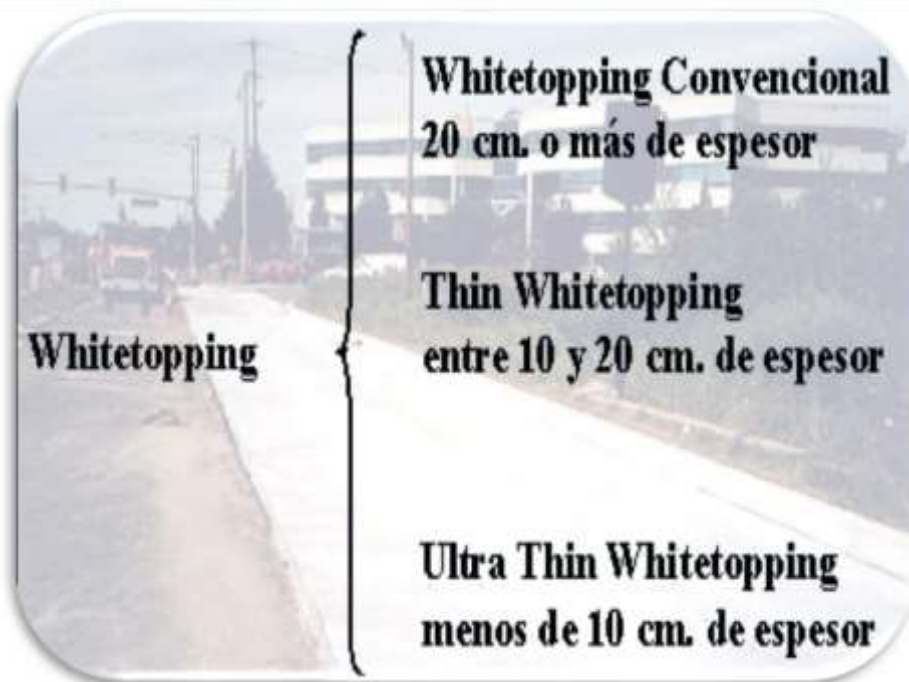 Whitetopping
Whitetopping Convencional
20 cm. o más de espesor
Thin Whitetopping
entre 10 y 20 cm. de espesor
Ultra Thin Whitetopping
menos de 10 cm. de espesor